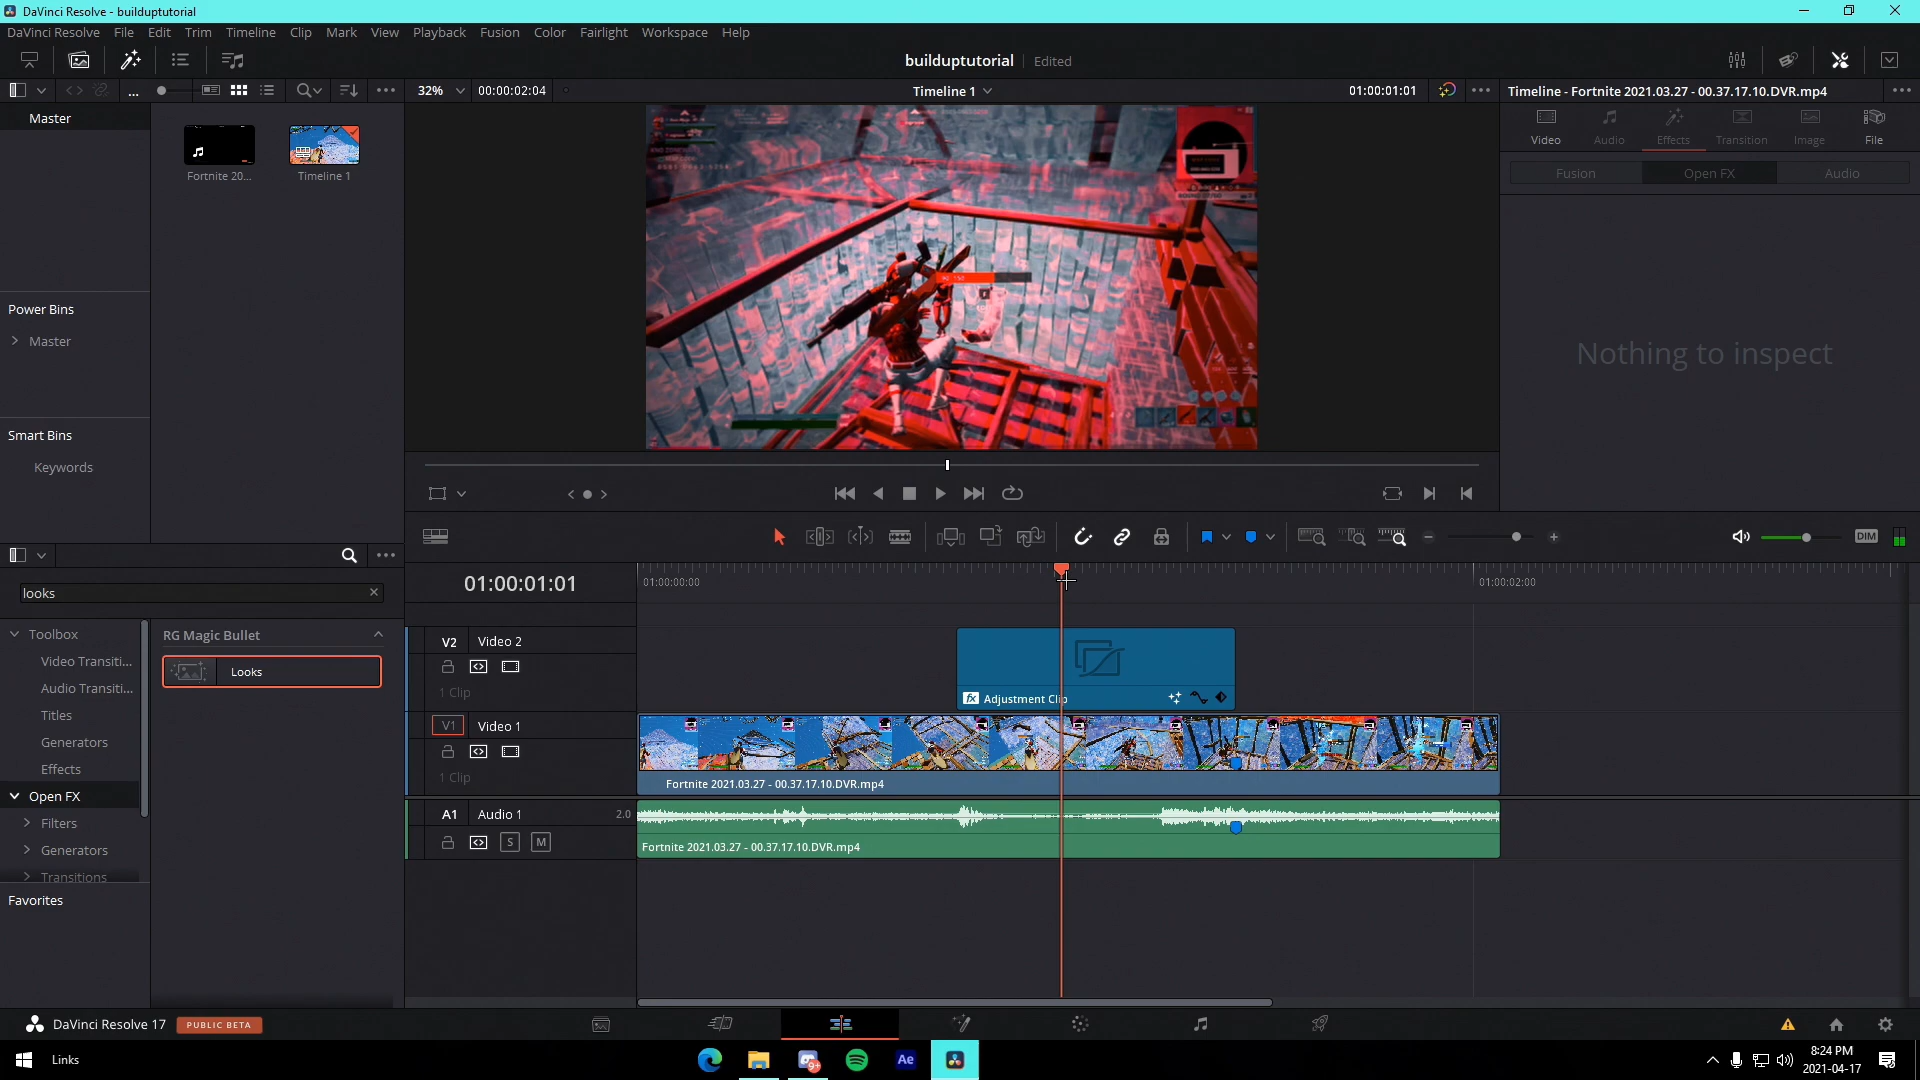 DaVinci Resolve - builduptutorial
DaVinci Resolve File Edit Trim Timeline Clip Mark View Playback Fusion Color Fairlight Workspace Help
builduptutorial Edited
...
32% 00:00:02:04
Timeline 1
01:00:01:01
Timeline - Fortnite 2021.03.27 - 00.37.17.10.DVR.mp4
Master
Fortnite 20...
Timeline 1
Power Bins
Master
Smart Bins
Keywords
Video Audio Effects Transition Image File
Fusion Open FX Audio
Nothing to inspect
looks
Toolbox
Video Transiti...
Audio Transiti...
Titles
Generators
Effects
Open FX
Filters
Generators
Transitions
Favorites
RG Magic Bullet
Looks
DIM
01:00:01:01
01:00:00:00
01:00:02:00
V2 Video 2
1 Clip
fx Adjustment Clip
V1 Video 1
1 Clip
Fortnite 2021.03.27 - 00.37.17.10.DVR.mp4
A1 Audio 1 2.0
S M
Fortnite 2021.03.27 - 00.37.17.10.DVR.mp4
DaVinci Resolve 17 PUBLIC BETA
Links
9+
Ae
8:24 PM
2021-04-17